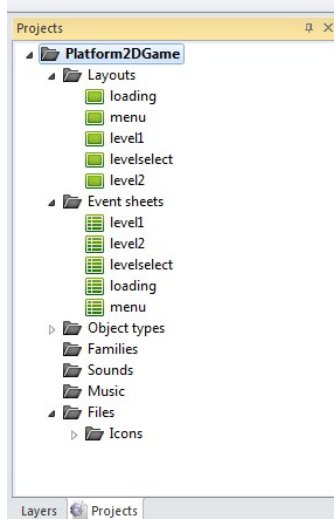 Projects
Platform2DGame
Layouts
loading
menu
level1
levelselect
level2
Event sheets
level1
level2
levelselect
loading
menu
Object types
Families
Sounds
Music
Files
Icons
Layers Projects